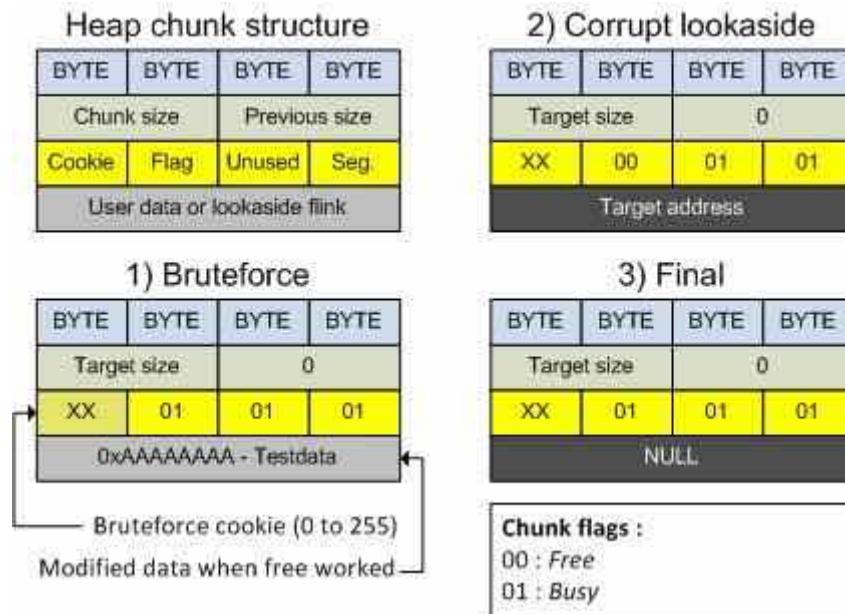 Heap chunk structure
BYTE BYTE BYTE BYTE
Chunk size Previous size
Cookie Flag Unused Seg.
User data or lookaside flink
2) Corrupt lookaside
BYTE BYTE BYTE BYTE
Target size 0
XX 00 01 01
Target address
1) Bruteforce
BYTE BYTE BYTE BYTE
Target size 0
XX 01 01 01
0xAAAAAAAA - Testdata
Bruteforce cookie (0 to 255)
Modified data when free worked
3) Final
BYTE BYTE BYTE BYTE
Target size 0
XX 01 01 01
NULL
Chunk flags :
00 : Free
01 : Busy